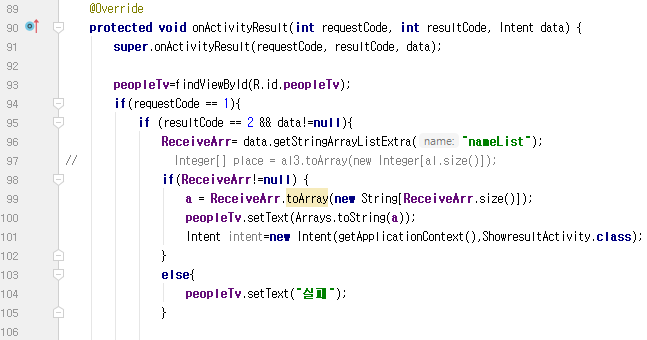 89 @Override
90 protected void onActivityResult(int requestCode, int resultCode, Intent data) {
91 super.onActivityResult(requestCode, resultCode, data);
92
93 peopleTv=findViewById(R.id.peopleTv);
94 if(requestCode == 1){
95 if (resultCode == 2 && data!=null){
96 ReceiveArr= data.getStringArrayListExtra( name: "nameList");
97 // Integer[] place = al3.toArray(new Integer[al.size()]);
98 if(ReceiveArr!=null) {
99 a = ReceiveArr.toArray(new String[ReceiveArr.size()]);
100 peopleTv.setText(Arrays.toString(a));
101 Intent intent=new Intent(getApplicationContext(),ShowresultActivity.class);
102 }
103 else{
104 peopleTv.setText("실패");
105 }
106